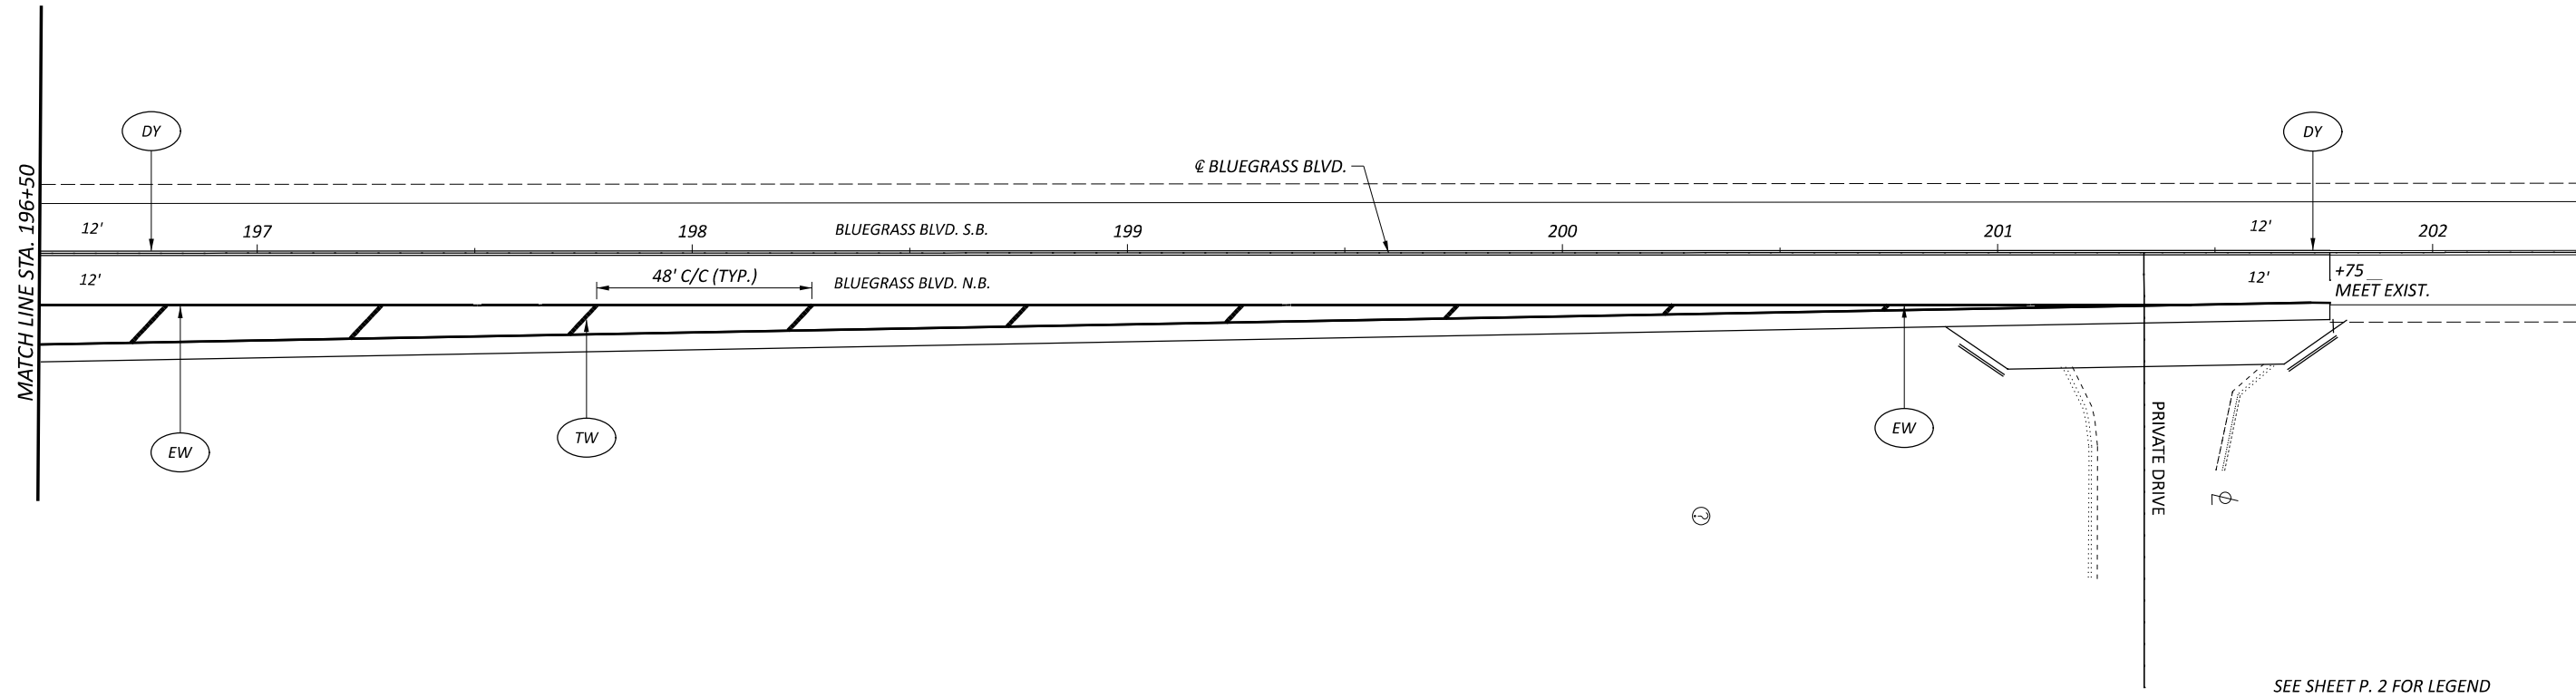 MATCH LINE STA. 196+50
DY
DY
℄ BLUEGRASS BLVD.
12'
197
198
BLUEGRASS BLVD. S.B.
199
200
201
12'
202
12'
48' C/C (TYP.)
BLUEGRASS BLVD. N.B.
12'
+75
MEET EXIST.
EW
TW
EW
PRIVATE DRIVE
SEE SHEET P. 2 FOR LEGEND